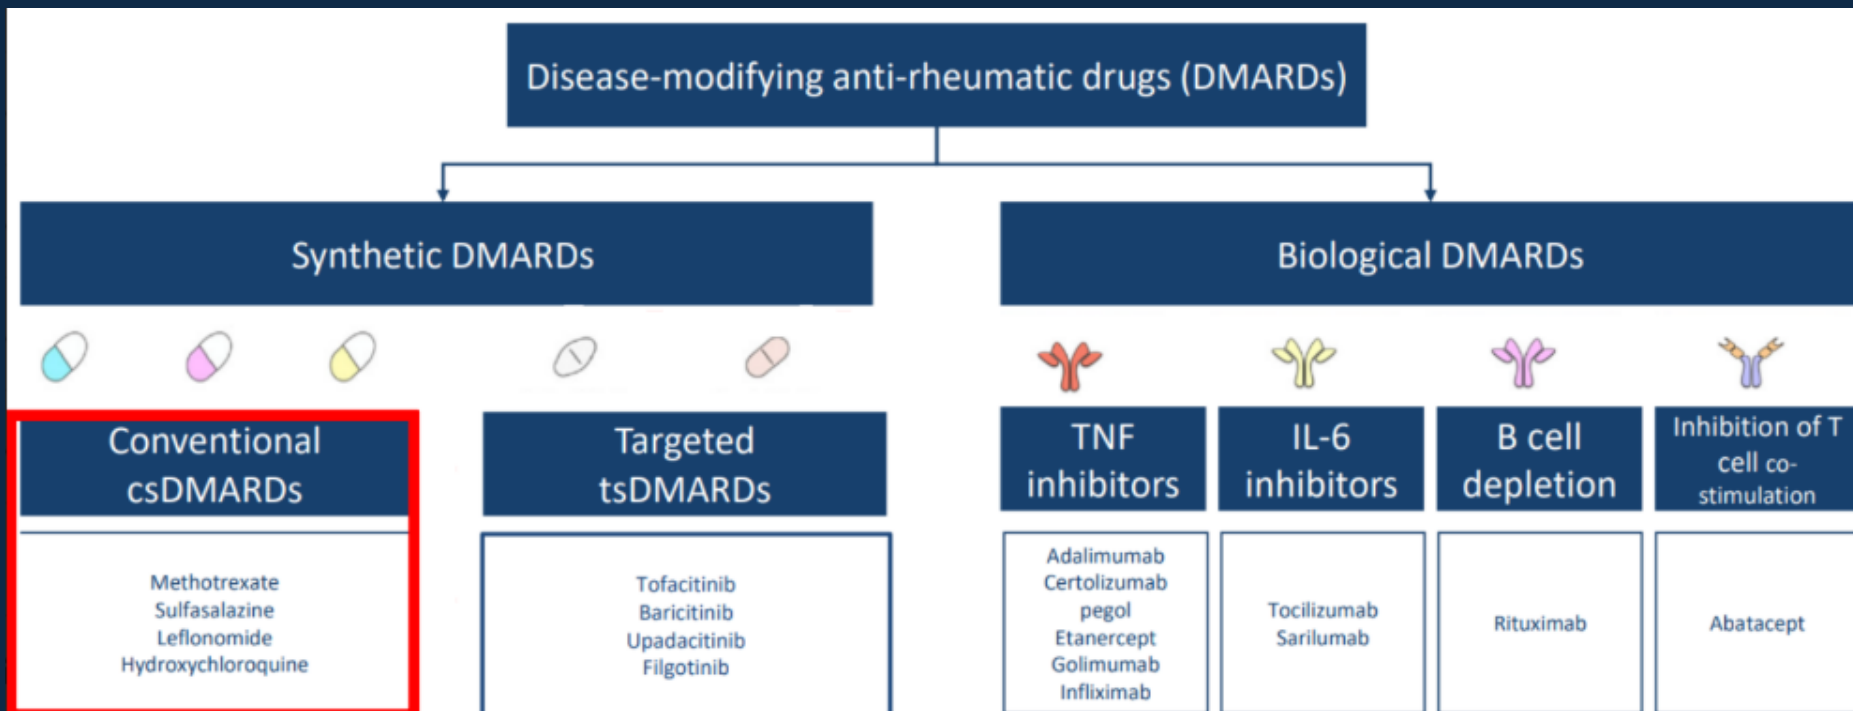 Disease-modifying anti-rheumatic drugs (DMARDs)
Synthetic DMARDs
Biological DMARDs
Conventional
csDMARDs
Methotrexate
Sulfasalazine
Leflonomide
Hydroxychloroquine
Targeted
tsDMARDs
Tofacitinib
Baricitinib
Upadacitinib
Filgotinib
TNF
inhibitors
Adalimumab
Certolizumab
pegol
Etanercept
Golimumab
Infliximab
IL-6
inhibitors
Tocilizumab
Sarilumab
B cell
depletion
Rituximab
Inhibition of T
cell co-
stimulation
Abatacept